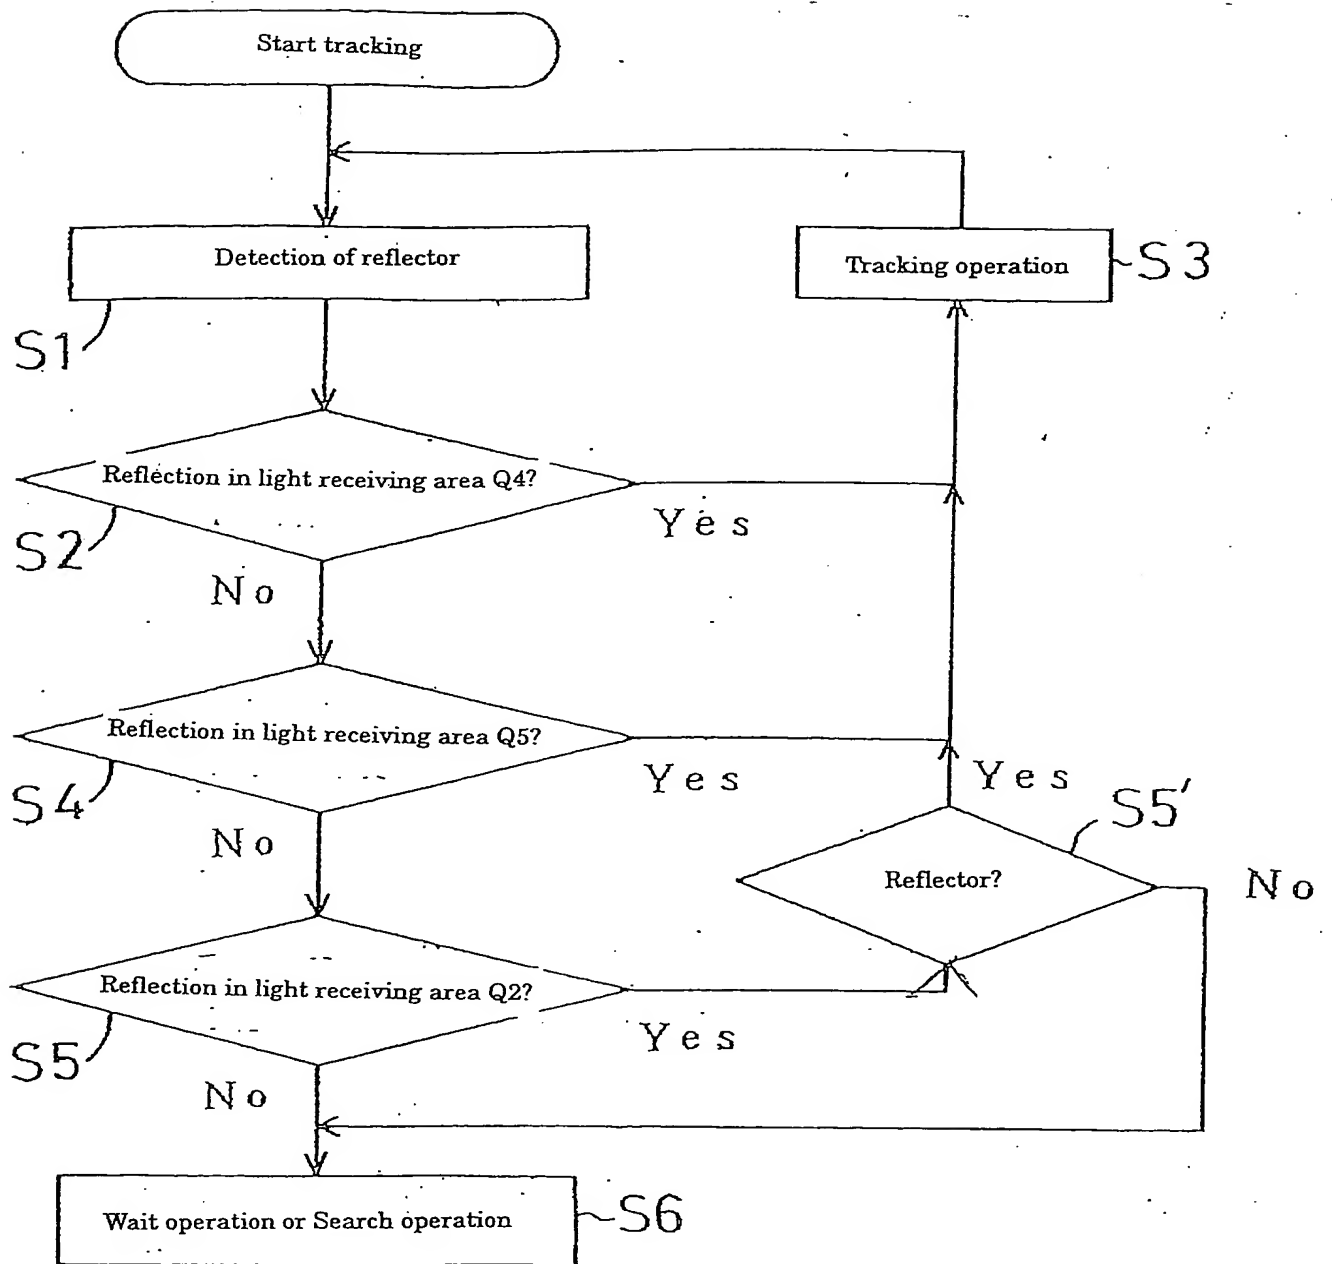 Start tracking
Detection of reflector
S1
Tracking operation
S3
Reflection in light receiving area Q4?
S2
Yes
No
Reflection in light receiving area Q5?
S4
Yes
Yes
No
S5′
Reflector?
No
Reflection in light receiving area Q2?
S5
Yes
No
Wait operation or Search operation
S6